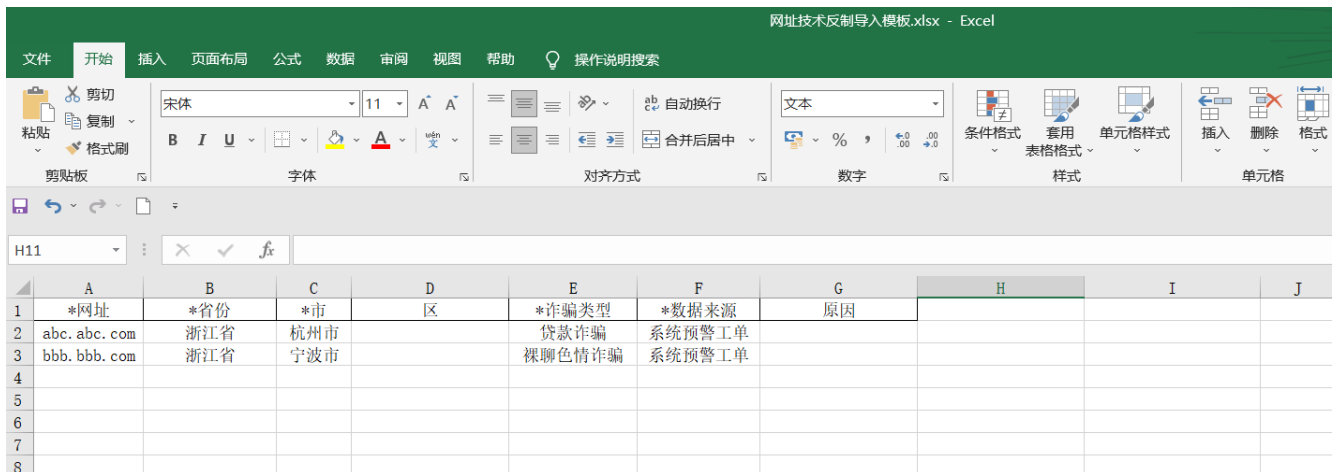 网址技术反制导入模板.xlsx - Excel
文件 开始 插入 页面布局 公式 数据 审阅 视图 帮助 操作说明搜索
粘贴 剪切 复制 格式刷
宋体 11 A A
B I U A wén 文
ab 自动换行
合并后居中
文本
% , .0 .00 .00 .0
条件格式 套用表格格式 单元格样式
插入 删除 格式
剪贴板 字体 对齐方式 数字 样式 单元格
H11 fx
A B C D E F G H I J
1 *网址 *省份 *市 区 *诈骗类型 *数据来源 原因
2 abc.abc.com 浙江省 杭州市 贷款诈骗 系统预警工单
3 bbb.bbb.com 浙江省 宁波市 裸聊色情诈骗 系统预警工单
4
5
6
7
8